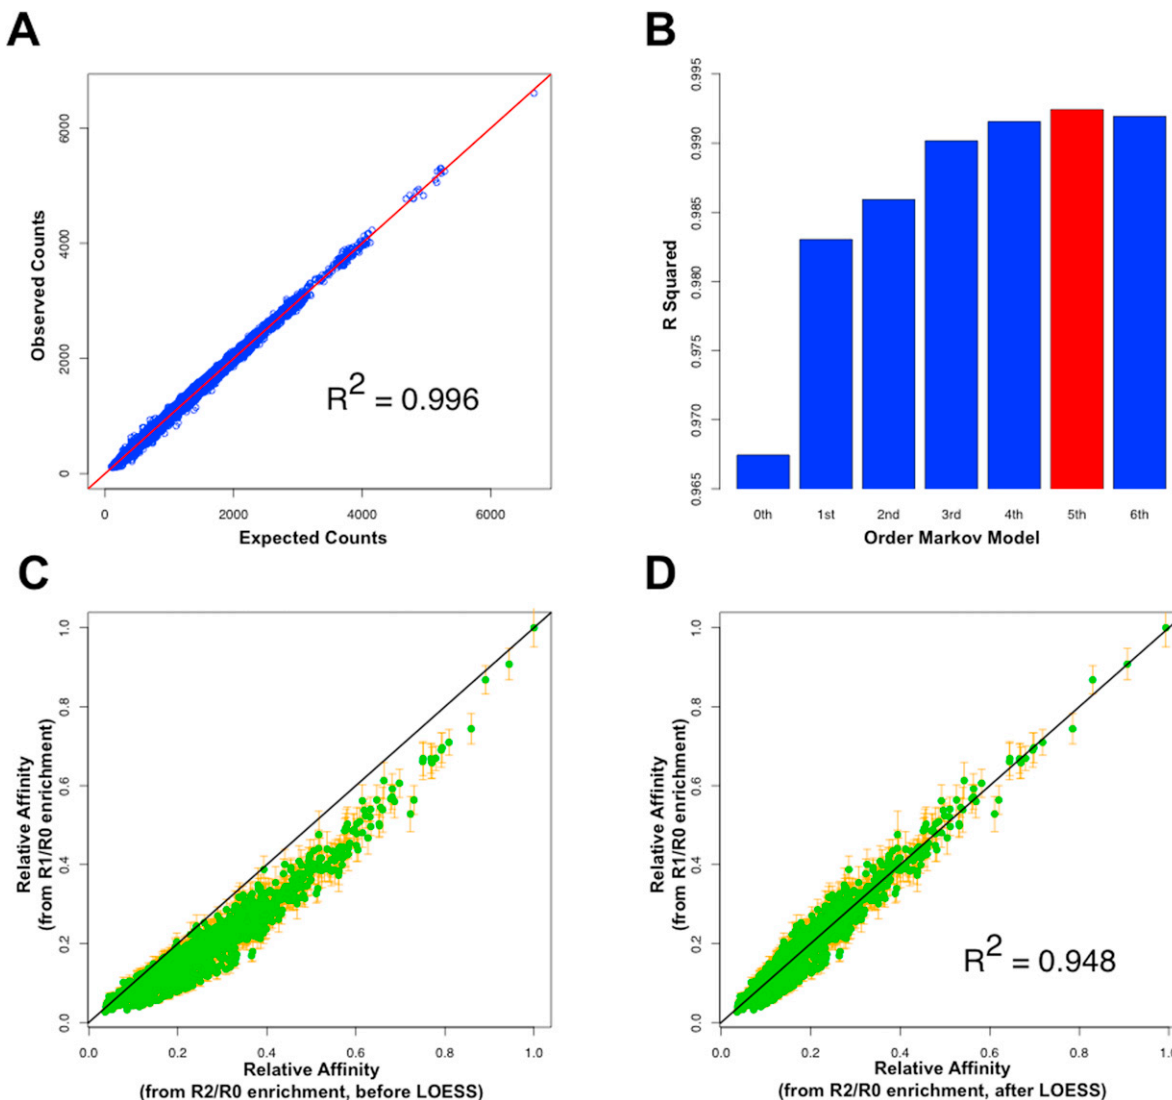 A
Observed Counts
6000
4000
2000
0
R² = 0.996
0 2000 4000 6000
Expected Counts
B
R Squared
0.995
0.990
0.985
0.980
0.975
0.970
0.965
0th 1st 2nd 3rd 4th 5th 6th
Order Markov Model
C
Relative Affinity
(from R1/R0 enrichment)
1.0
0.8
0.6
0.4
0.2
0.0
0.0 0.2 0.4 0.6 0.8 1.0
Relative Affinity
(from R2/R0 enrichment, before LOESS)
D
Relative Affinity
(from R1/R0 enrichment)
1.0
0.8
0.6
0.4
0.2
0.0
R² = 0.948
0.0 0.2 0.4 0.6 0.8 1.0
Relative Affinity
(from R2/R0 enrichment, after LOESS)